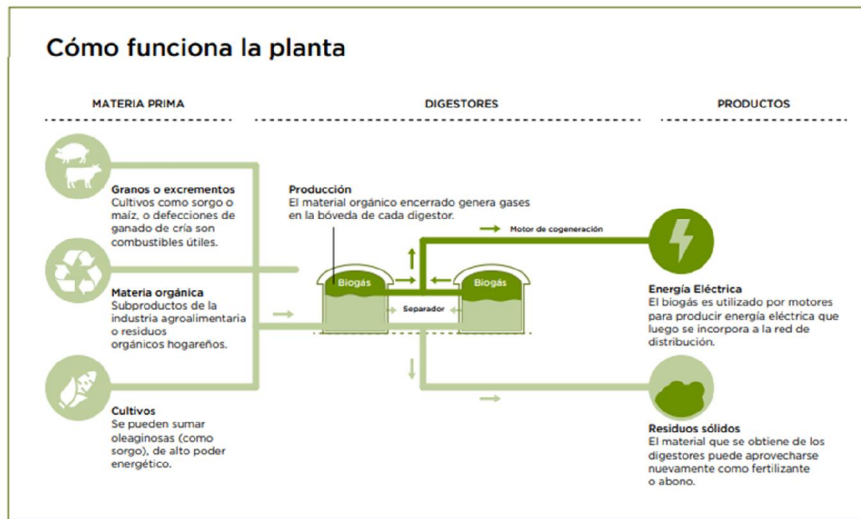 Cómo funciona la planta
MATERIA PRIMA
DIGESTORES
PRODUCTOS
Granos o excrementos
Cultivos como sorgo o
maíz, o defecciones de
ganado de cría son
combustibles útiles.
Materia orgánica
Subproductos de la
industria agroalimentaria
o residuos
orgánicos hogareños.
Cultivos
Se pueden sumar
oleaginosas (como
sorgo), de alto poder
energético.
Producción
El material orgánico encerrado genera gases
en la bóveda de cada digestor.
Motor de cogeneración
Biogás
Biogás
Separador
Energía Eléctrica
El biogás es utilizado por motores
para producir energía eléctrica que
luego se incorpora a la red de
distribución.
Residuos sólidos
El material que se obtiene de los
digestores puede aprovecharse
nuevamente como fertilizante
o abono.